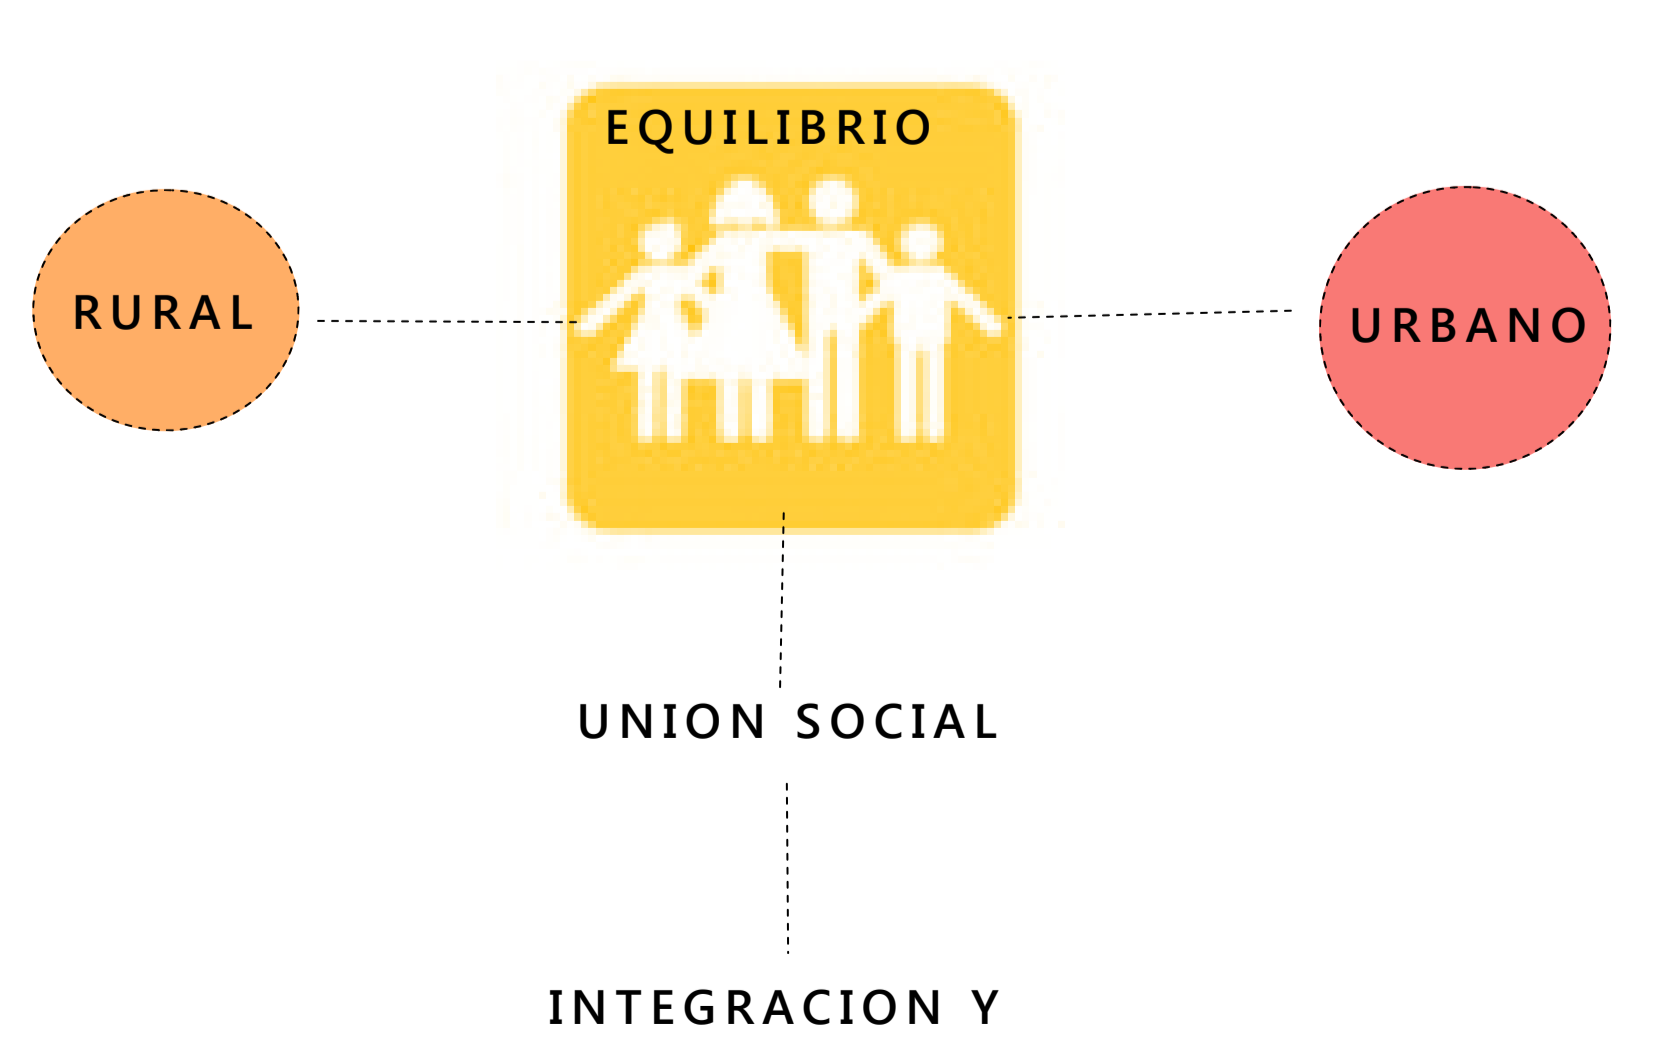 EQUILIBRIO
RURAL
URBANO
UNION SOCIAL
INTEGRACION Y